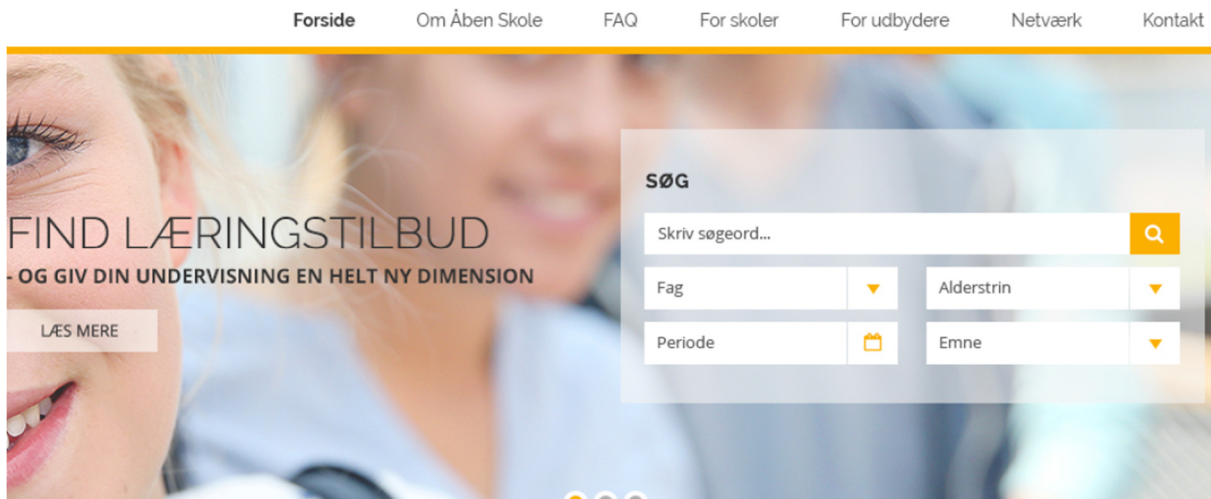 Forside Om Åben Skole FAQ For skoler For udbydere Netværk Kontakt
FIND LÆRINGSTILBUD
- OG GIV DIN UNDERVISNING EN HELT NY DIMENSION
LÆS MERE
SØG
Skriv søgeord...
Fag Alderstrin
Periode Emne